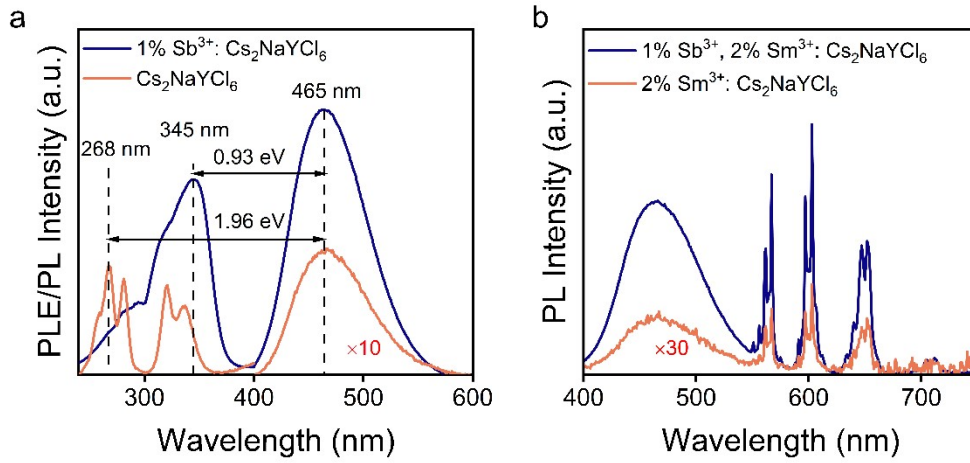 a
1% Sb³⁺: Cs₂NaYCl₆
Cs₂NaYCl₆
465 nm
345 nm
268 nm
0.93 eV
1.96 eV
×10
PLE/PL Intensity (a.u.)
300 400 500 600
Wavelength (nm)
b
1% Sb³⁺, 2% Sm³⁺: Cs₂NaYCl₆
2% Sm³⁺: Cs₂NaYCl₆
×30
PL Intensity (a.u.)
400 500 600 700
Wavelength (nm)